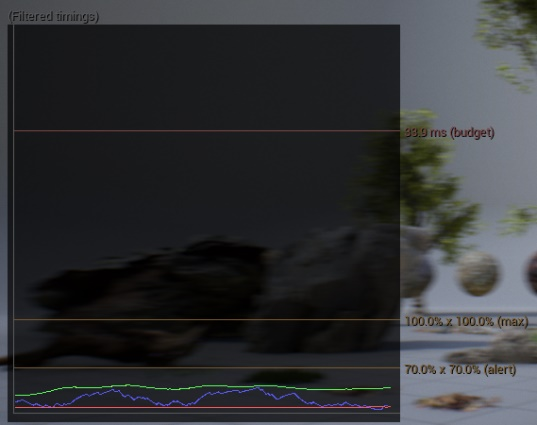 (Filtered timings)
33.9 ms (budget)
100.0% x 100.0% (max)
70.0% x 70.0% (alert)